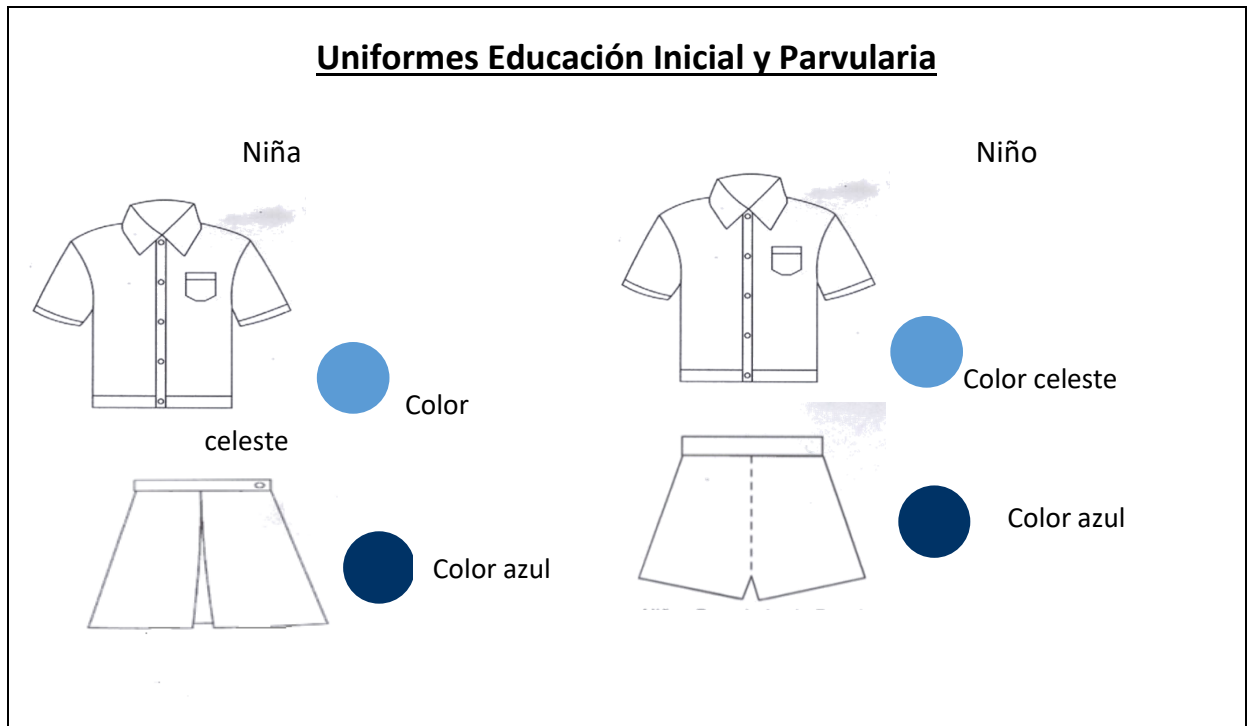 Uniformes Educación Inicial y Parvularia
Niña
Niño
Color
celeste
Color celeste
Color azul
Color azul